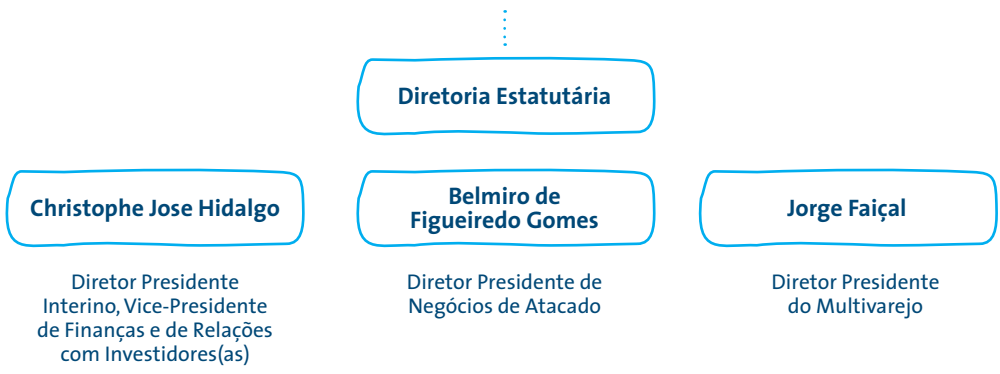 Diretoria Estatutária
Christophe Jose Hidalgo
Diretor Presidente
Interino, Vice-Presidente
de Finanças e de Relações
com Investidores(as)
Belmiro de
Figueiredo Gomes
Diretor Presidente de
Negócios de Atacado
Jorge Faiçal
Diretor Presidente
do Multivarejo